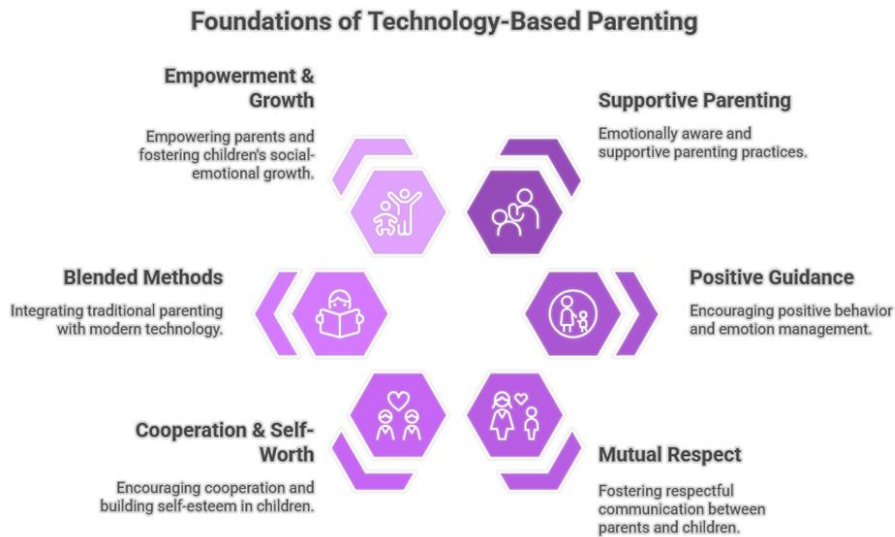 Foundations of Technology-Based Parenting
Empowerment &
Growth
Empowering parents and
fostering children's social-
emotional growth.
Supportive Parenting
Emotionally aware and
supportive parenting practices.
Blended Methods
Integrating traditional parenting
with modern technology.
Positive Guidance
Encouraging positive behavior
and emotion management.
Cooperation & Self-
Worth
Encouraging cooperation and
building self-esteem in children.
Mutual Respect
Fostering respectful
communication between
parents and children.